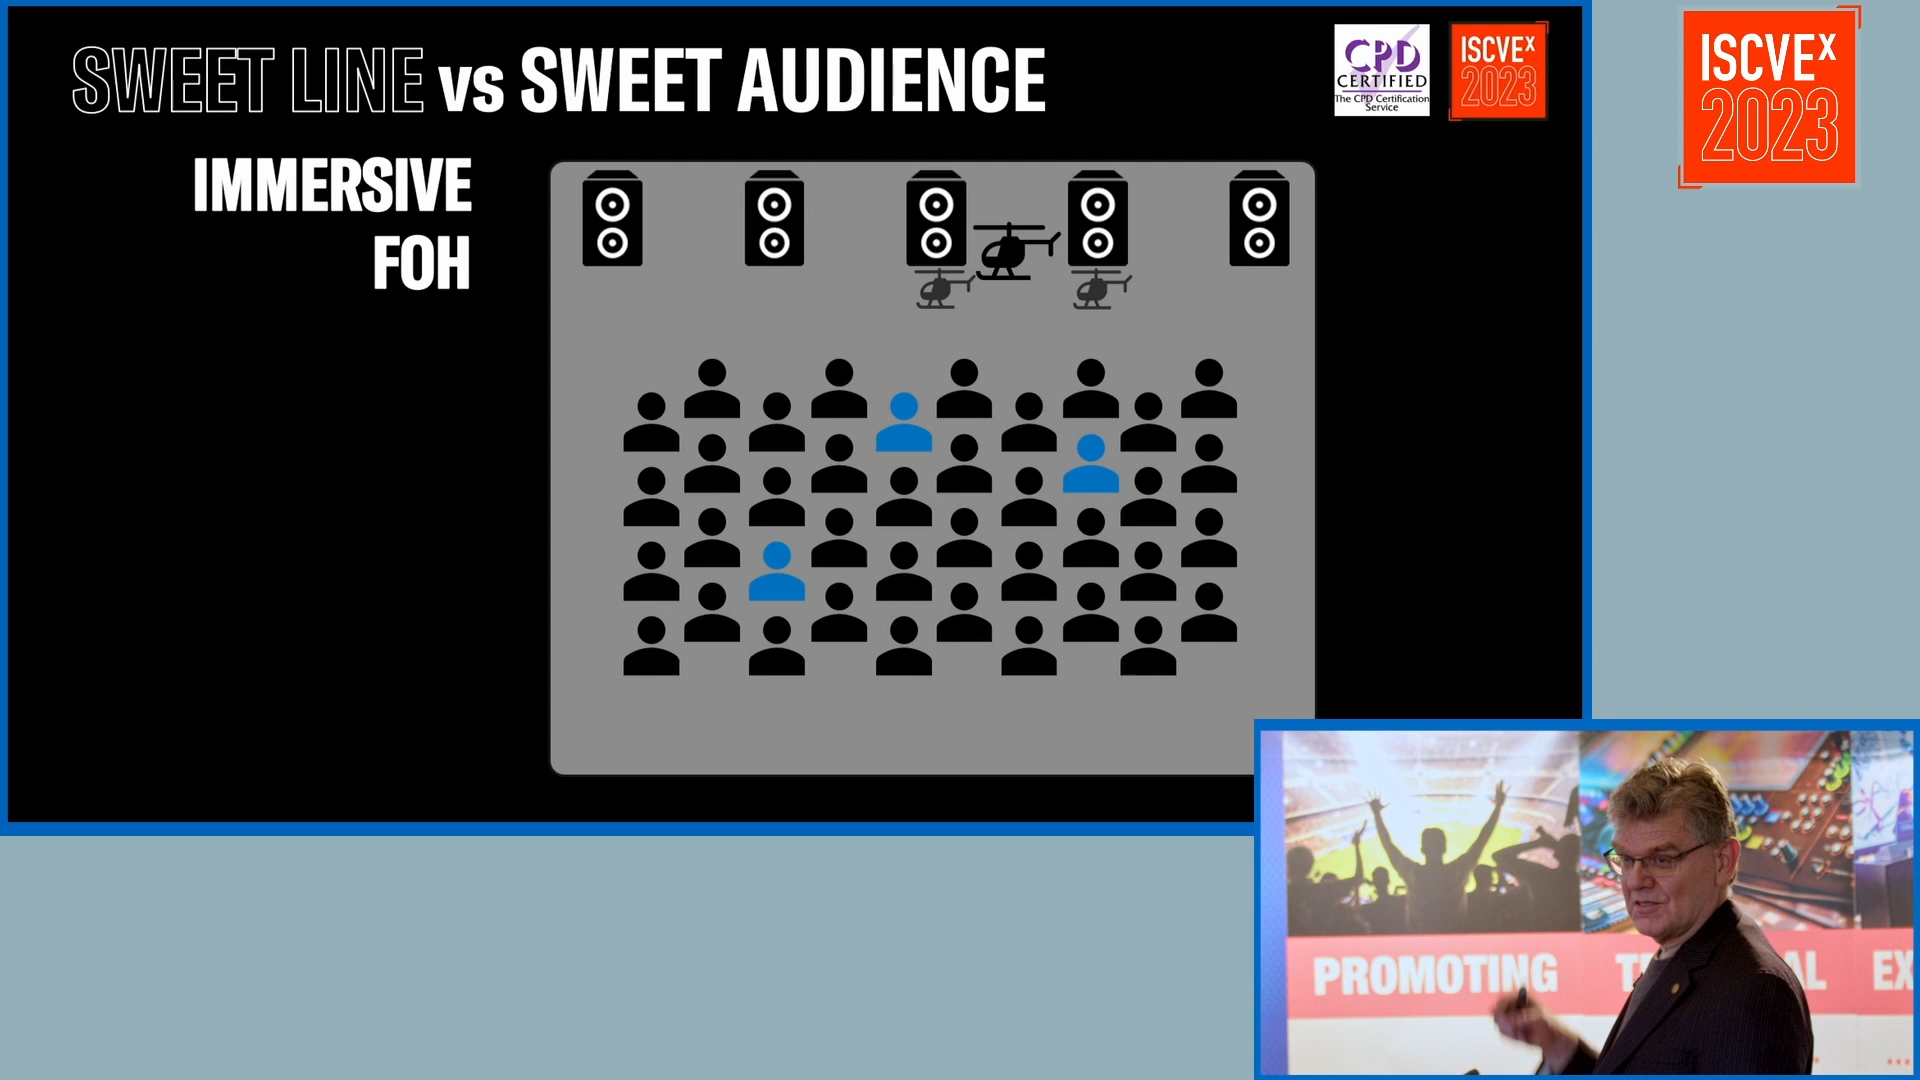 SWEET LINE vs SWEET AUDIENCE
CPD
CERTIFIED
The CPD Certification
Service
ISCVEx
2023
ISCVEx
2023
IMMERSIVE
FOH
PROMOTING